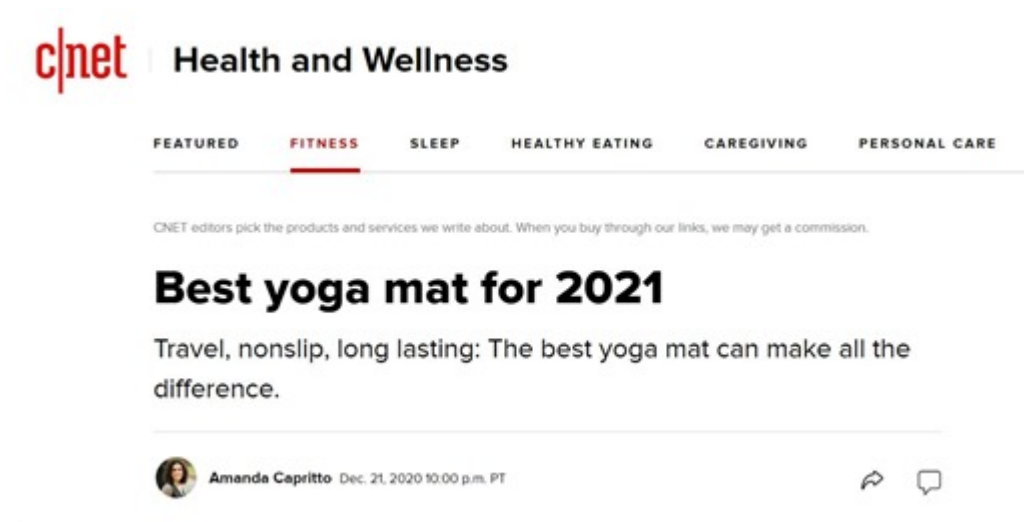 c|net Health and Wellness
FEATURED FITNESS SLEEP HEALTHY EATING CAREGIVING PERSONAL CARE
CNET editors pick the products and services we write about. When you buy through our links, we may get a commission.
Best yoga mat for 2021
Travel, nonslip, long lasting: The best yoga mat can make all the
difference.
Amanda Capritto Dec. 21, 2020 10:00 p.m. PT